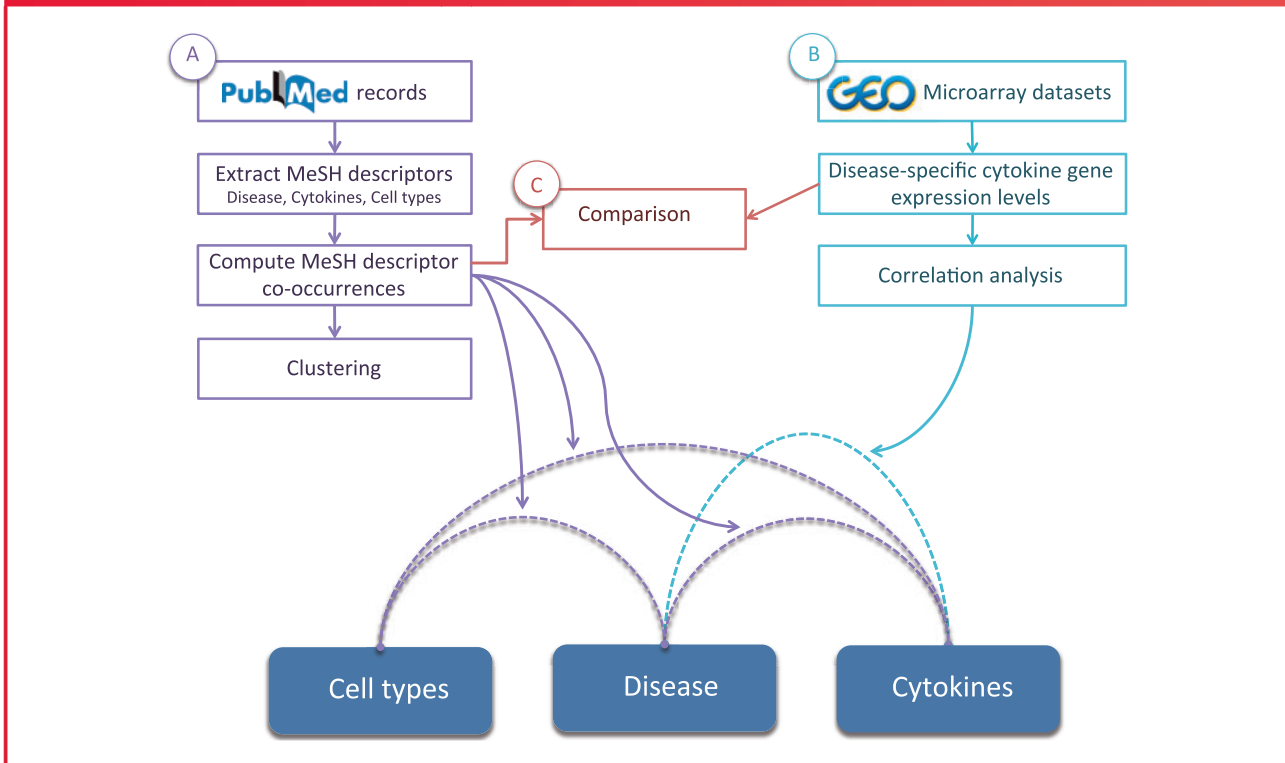 A
PubMed records
Extract MeSH descriptors
Disease, Cytokines, Cell types
Compute MeSH descriptor
co-occurrences
Clustering
C
Comparison
B
GEO Microarray datasets
Disease-specific cytokine gene
expression levels
Correlation analysis
Cell types
Disease
Cytokines